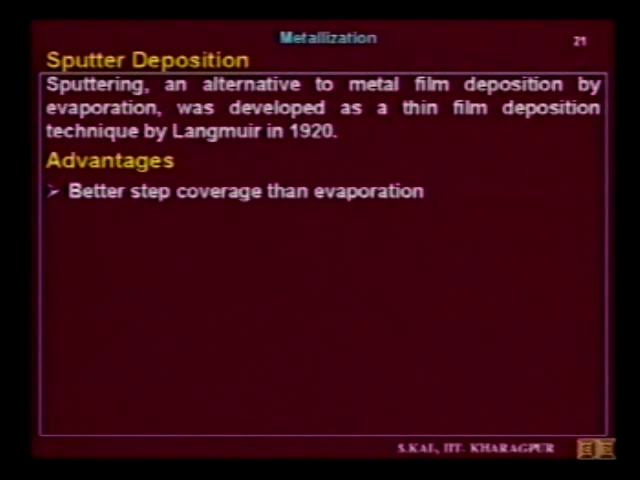 Metallization
21
Sputter Deposition
Sputtering, an alternative to metal film deposition by
evaporation, was developed as a thin film deposition
technique by Langmuir in 1920.
Advantages
➢ Better step coverage than evaporation
S.KAL, IIT- KHARAGPUR